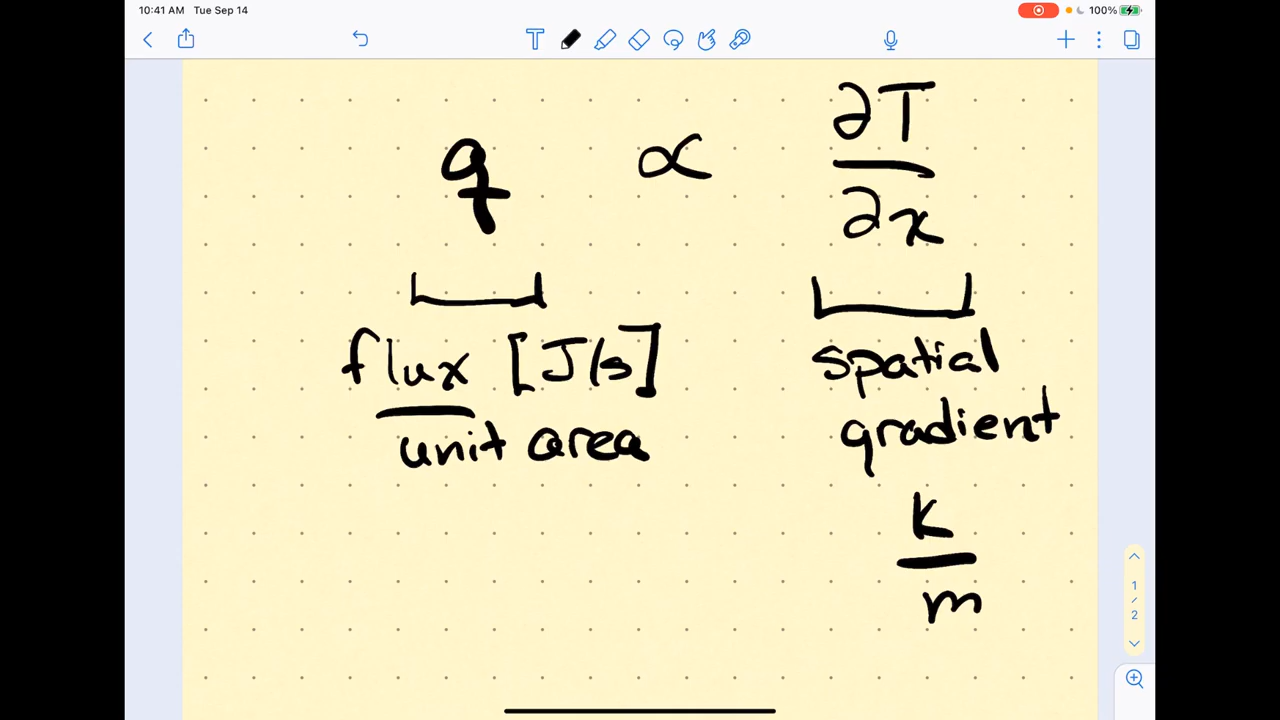 10:41 AM Tue Sep 14
100%
q ∝ ∂T
∂x
flux [J/s]
unit area
spatial
gradient
K
m
1
/
2